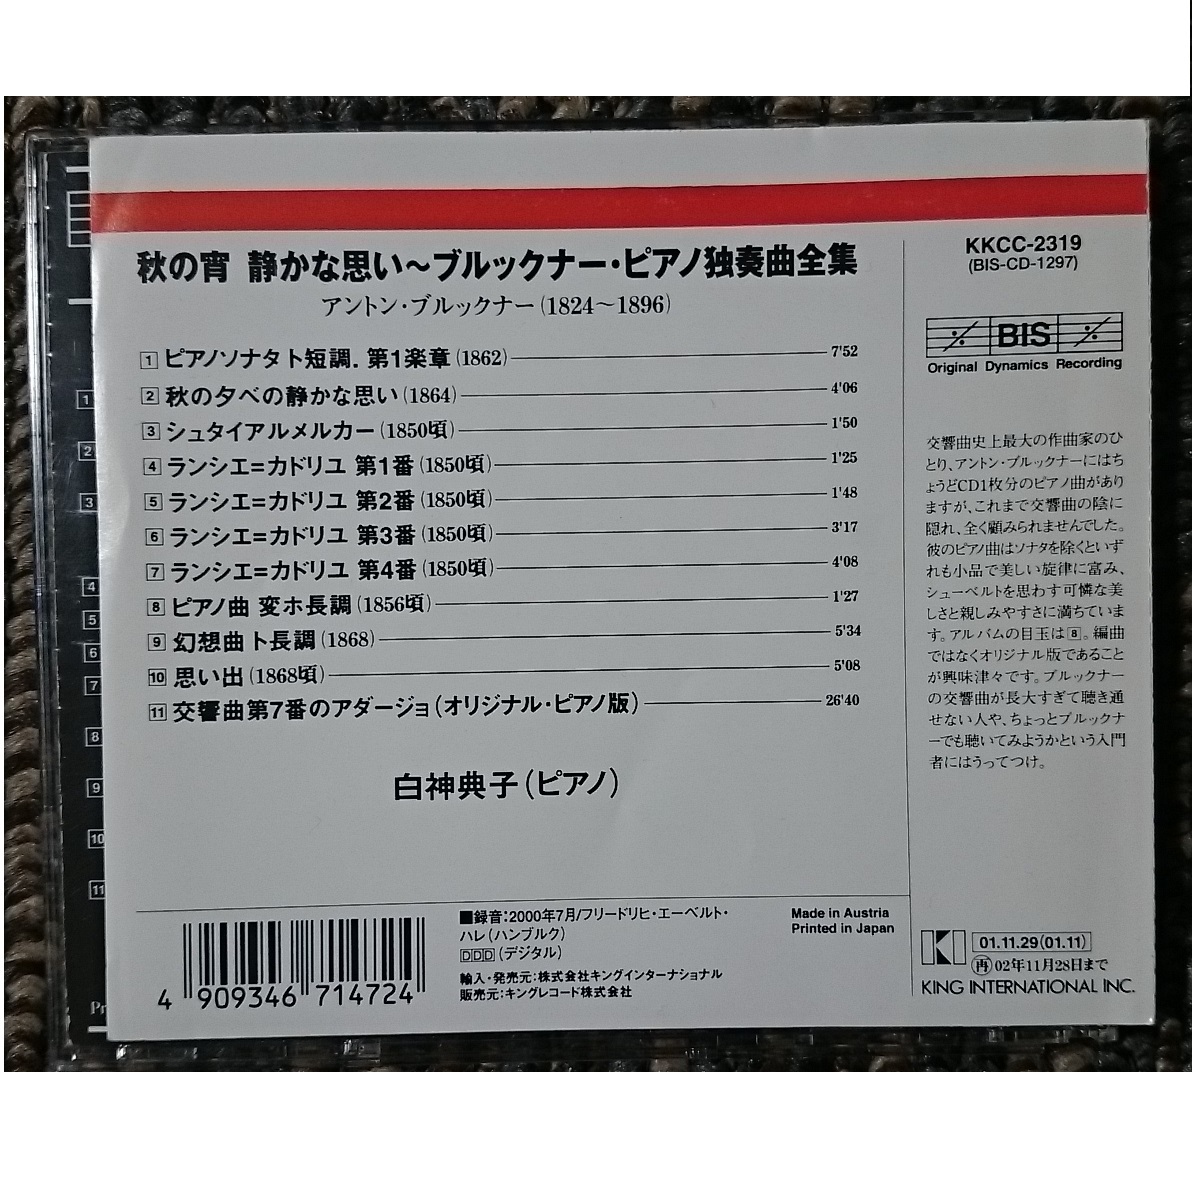 秋の宵 静かな思い～ブルックナー・ピアノ独奏曲全集
アントン・ブルックナー(1824～1896)
1 ピアノソナタト短調. 第1楽章(1862) 7'52
2 秋の夕べの静かな思い(1864) 4'06
3 シュタイアルメルカー(1850頃) 1'50
4 ランシエ=カドリユ 第1番(1850頃) 1'25
5 ランシエ=カドリユ 第2番(1850頃) 1'48
6 ランシエ=カドリユ 第3番(1850頃) 3'17
7 ランシエ=カドリユ 第4番(1850頃) 4'08
8 ピアノ曲 変ホ長調(1856頃) 1'27
9 幻想曲ト長調(1868) 5'34
10 思い出(1868頃) 5'08
11 交響曲第7番のアダージョ(オリジナル・ピアノ版) 26'40
白神典子(ピアノ)
KKCC-2319
(BIS-CD-1297)
BIS
Original Dynamics Recording
交響曲史上最大の作曲家のひ
とり、アントン・ブルックナーにはち
ょうどCD1枚分のピアノ曲があり
ますが、これまで交響曲の陰に
隠れ、全く顧みられませんでした。
彼のピアノ曲はソナタを除くといず
れも小品で美しい旋律に富み、
シューベルトを思わす可憐な美
しさと親しみやすさに満ちていま
す。アルバムの目玉は8。編曲
ではなくオリジナル版であること
が興味津々です。ブルックナー
の交響曲が長大すぎて聴き通
せない人や、ちょっとブルックナ
ーでも聴いてみようかという入門
者にはうってつけ。
4 909346 714724
■録音:2000年7月/フリードリヒ・エーベルト・
ハレ(ハンブルク)
DDD(デジタル)
輸入・発売元:株式会社キングインターナショナル
販売元:キングレコード株式会社
Made in Austria
Printed in Japan
KI
01.11.29(01.11)
再02年11月28日まで
KING INTERNATIONAL INC.
1
2
3
4
5
6
7
8
9
10
11
Pr